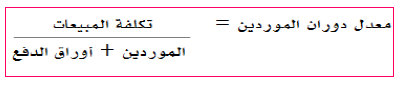 معدل دوران الموردين = تكلفة المبيعات
الموردين + أوراق الدفع